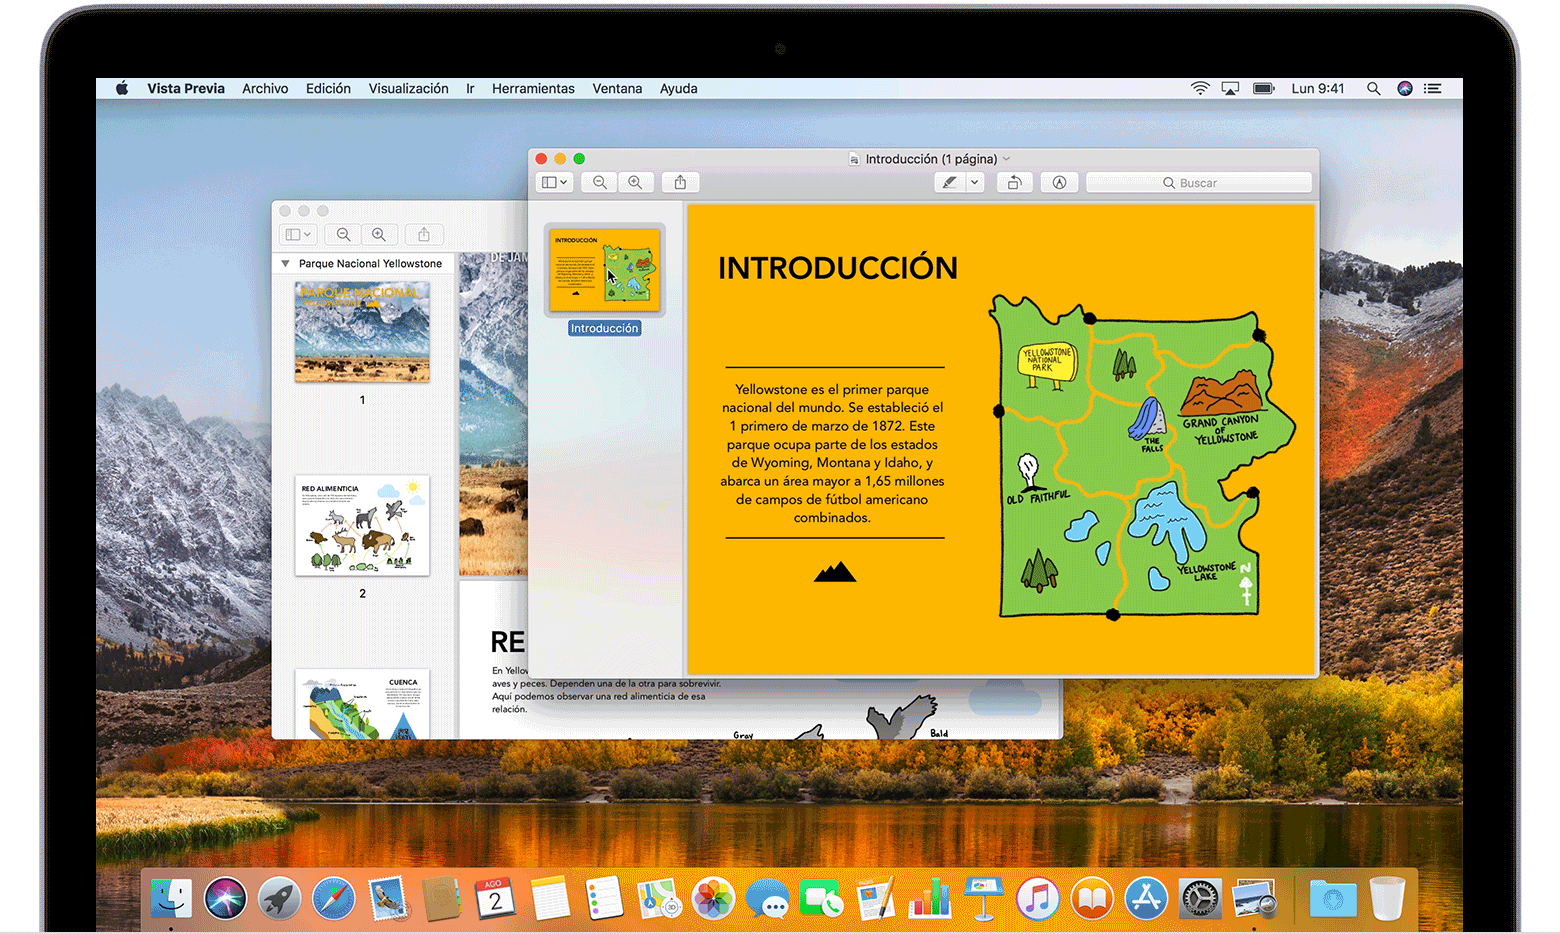 Vista Previa Archivo Edición Visualización Ir Herramientas Ventana Ayuda
Lun 9:41
Introducción (1 página)
Buscar
Introducción
INTRODUCCIÓN
Yellowstone es el primer parque
nacional del mundo. Se estableció el
1 primero de marzo de 1872. Este
parque ocupa parte de los estados
de Wyoming, Montana y Idaho, y
abarca un área mayor a 1,65 millones
de campos de fútbol americano
combinados.
YELLOWSTONE
NATIONAL
PARK
THE
FALLS
GRAND CANYON
OF
YELLOWSTONE
OLD FAITHFUL
YELLOWSTONE
LAKE
N
INTRODUCCIÓN
Parque Nacional Yellowstone
PARQUE NACIONAL
1
RED ALIMENTICIA
2
CUENCA
DE JAM
RE
En Yellow
aves y peces. Dependen una de la otra para sobrevivir.
Aquí podemos observar una red alimenticia de esa
relación.
Gray
Bald
AGO
2
3D